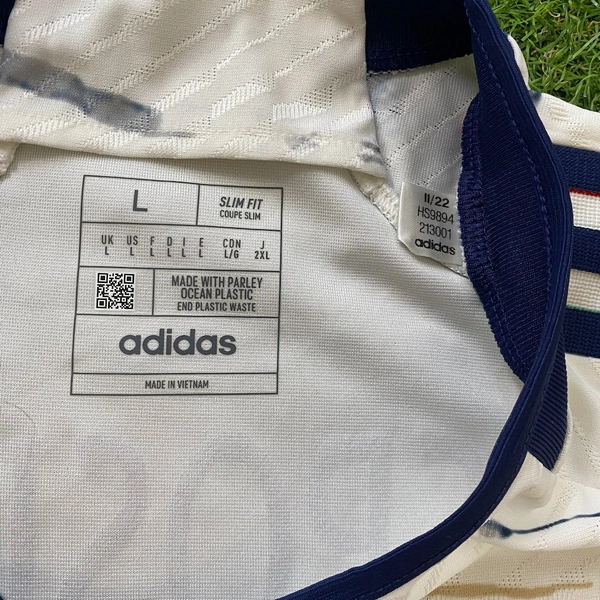 L
SLIM FIT
COUPE SLIM
UK US F D I E CON J
L L L L L L L/G 2XL
MADE WITH PARLEY
OCEAN PLASTIC
END PLASTIC WASTE
adidas
MADE IN VIETNAM
11/22
HS9894
213001
adidas